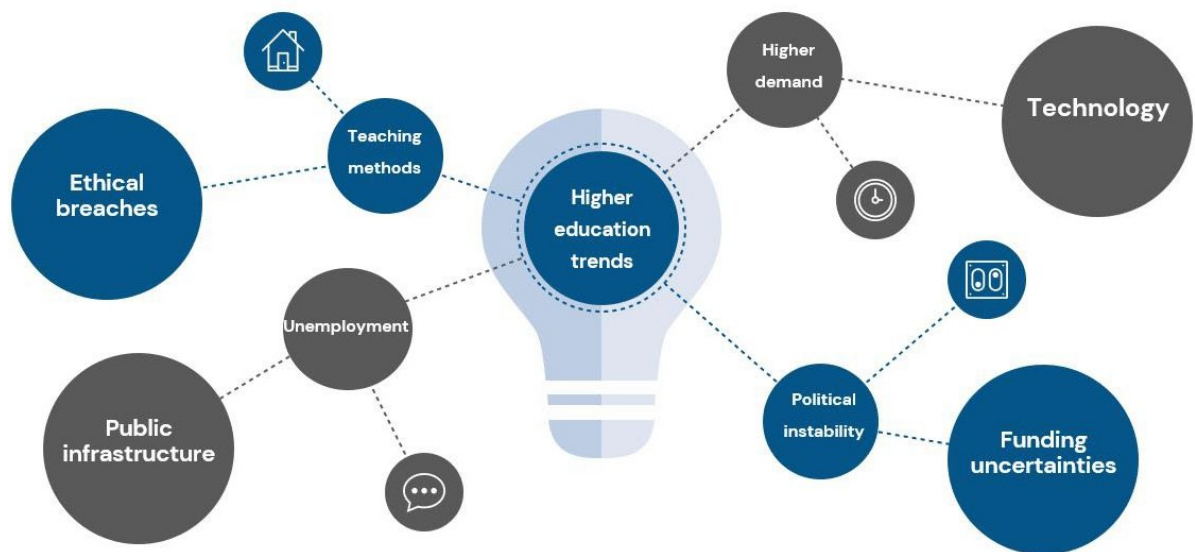 Higher
demand
Technology
Teaching
methods
Ethical
breaches
Higher
education
trends
Unemployment
Public
infrastructure
Political
instability
Funding
uncertainties